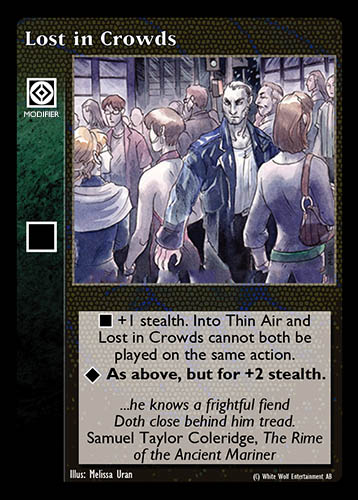 Lost in Crowds
MODIFIER
+1 stealth. Into Thin Air and
Lost in Crowds cannot both be
played on the same action.
As above, but for +2 stealth.
...he knows a frightful fiend
Doth close behind him tread.
Samuel Taylor Coleridge, The Rime
of the Ancient Mariner
Illus: Melissa Uran
(C) White Wolf Entertainment AB